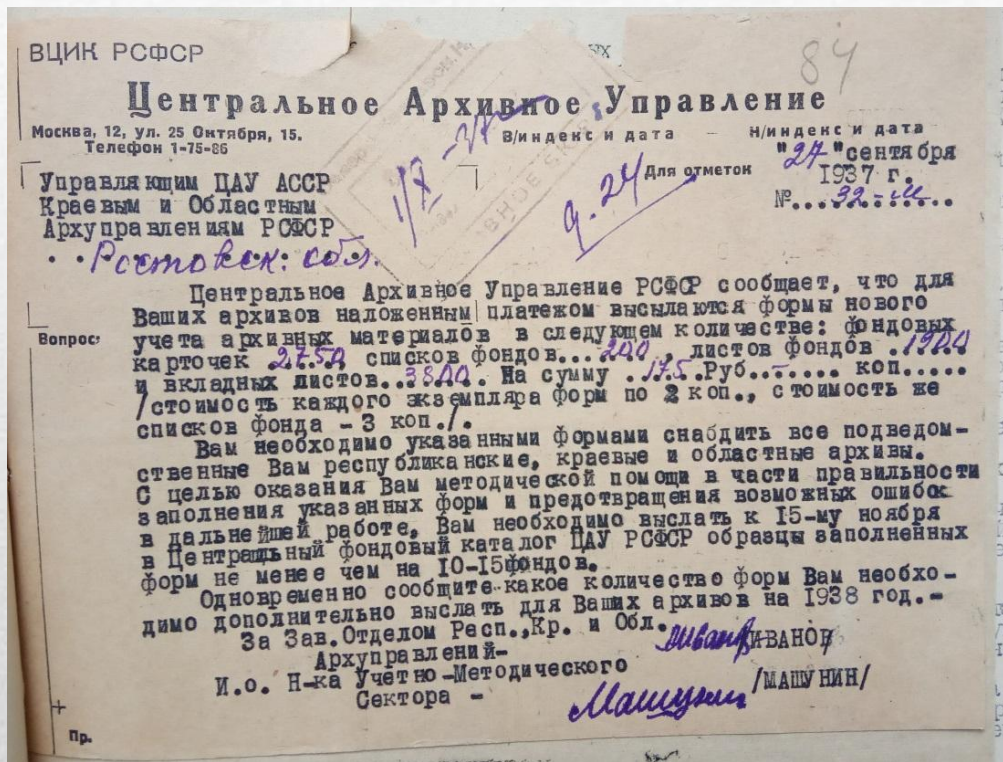 ВЦИК РСФСР
84
Центральное Архивное Управление
Москва, 12, ул. 25 Октября, 15.
Телефон 1-75-86
В/индекс и дата
Н/индекс и дата
"27" сентября
1937 г.
№...32-М....
Для отметок
д. 24
Управляющим ЦАУ АССР
Краевым и Областным
Архуправлениям РСФСР
Ростовск. обл.
Вопрос:
Центральное Архивное Управление РСФСР сообщает, что для
Ваших архивов наложенным платежом высылаются формы нового
учета архивных материалов в следующем количестве: фондовых
карточек 2750, списков фондов...200, листов фондов .1900
и вкладных листов..3800.. На сумму ..175.Руб..-.... коп.....
/стоимость каждого экземпляра форм по 2 коп., стоимость же
списков фонда - 3 коп./.
Вам необходимо указанными формами снабдить все подведом-
ственные Вам республиканские, краевые и областные архивы.
С целью оказания Вам методической помощи в части правильности
заполнения указанных форм и предотвращения возможных ошибок
в дальнейшей работе, Вам необходимо выслать к 15-му ноября
в Центральный фондовый каталог ЦАУ РСФСР образцы заполненных
форм не менее чем на 10-15фондов.
Одновременно сообщите какое количество форм Вам необхо-
димо дополнительно выслать для Ваших архивов на 1938 год.-
За Зав.Отделом Респ.,Кр. и Обл.
Архуправлений-
/ИВАНОВ/
И.о. Н-ка Учетно-Методического
Сектора -
/МАШУНИН/
Пр.